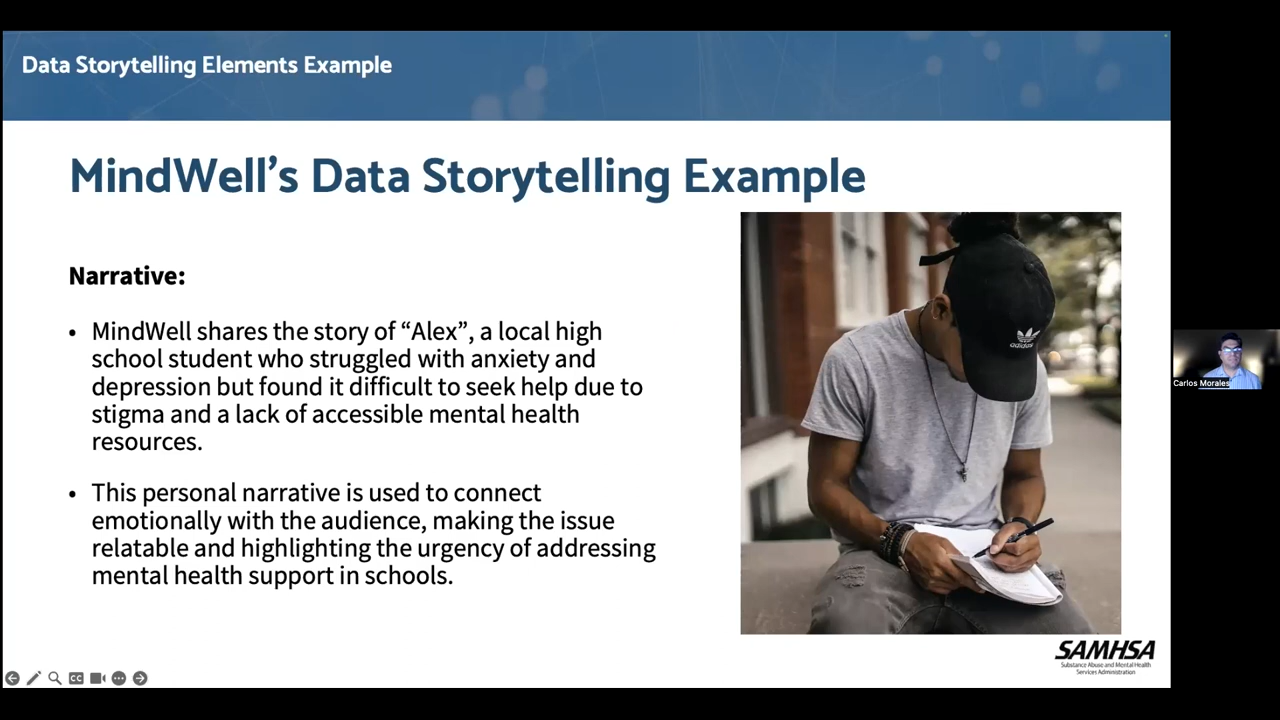 Data Storytelling Elements Example
MindWell’s Data Storytelling Example
Narrative:
• MindWell shares the story of “Alex”, a local high
school student who struggled with anxiety and
depression but found it difficult to seek help due to
stigma and a lack of accessible mental health
resources.
• This personal narrative is used to connect
emotionally with the audience, making the issue
relatable and highlighting the urgency of addressing
mental health support in schools.
adidas
Carlos Morales
SAMHSA
Substance Abuse and Mental Health
Services Administration
CC